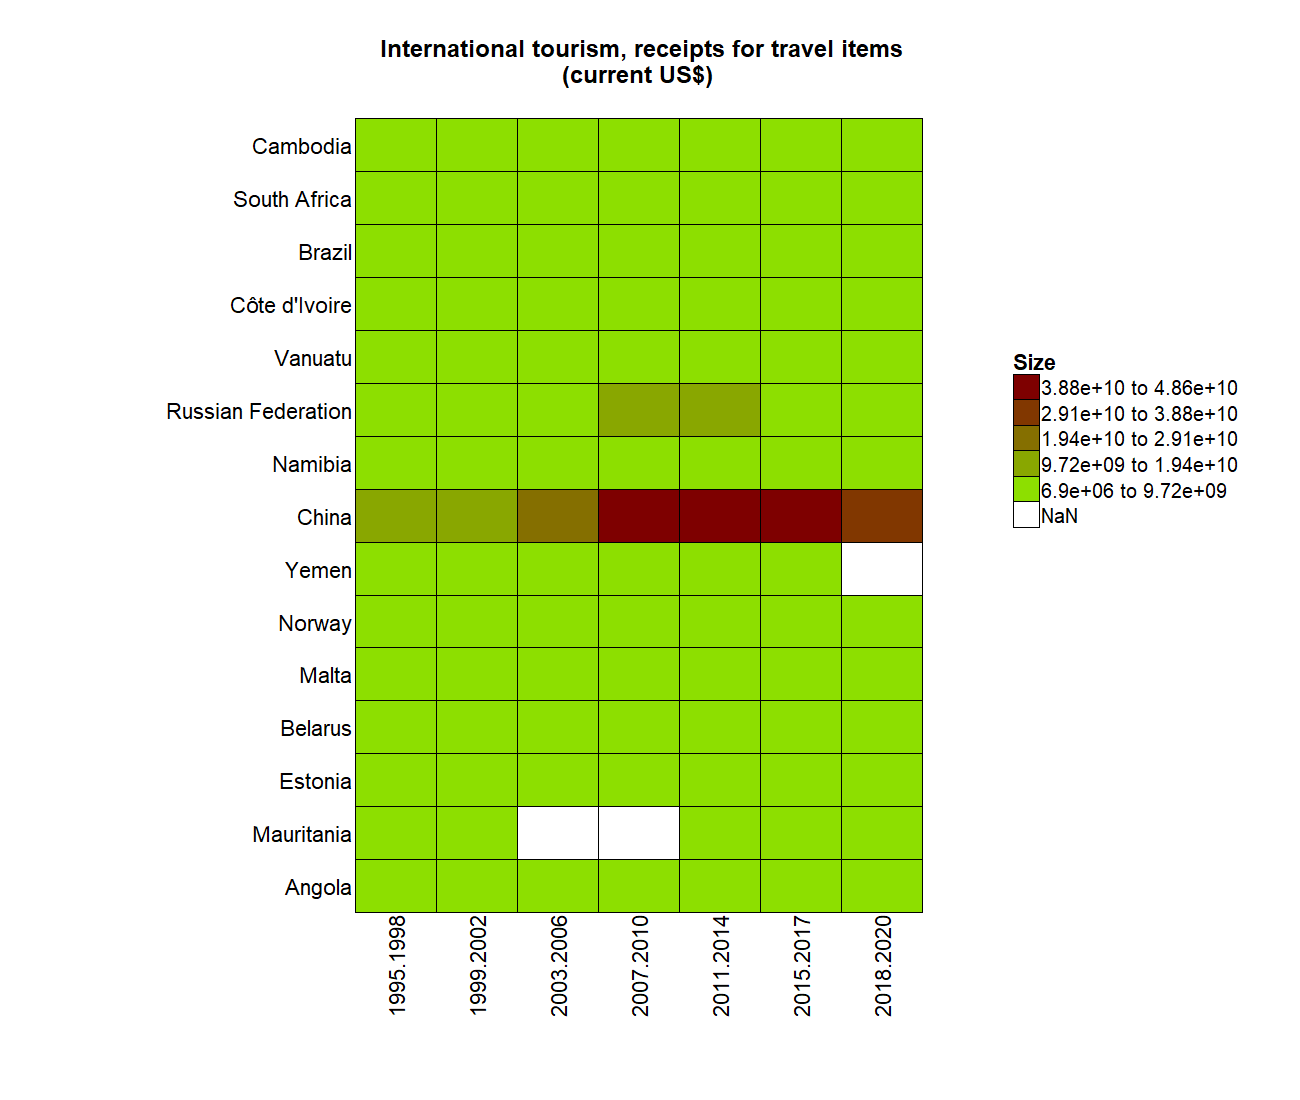 International tourism, receipts for travel items
(current US$)
Cambodia
South Africa
Brazil
Côte d'Ivoire
Vanuatu
Russian Federation
Namibia
China
Yemen
Norway
Malta
Belarus
Estonia
Mauritania
Angola
1995.1998
1999.2002
2003.2006
2007.2010
2011.2014
2015.2017
2018.2020
Size
3.88e+10 to 4.86e+10
2.91e+10 to 3.88e+10
1.94e+10 to 2.91e+10
9.72e+09 to 1.94e+10
6.9e+06 to 9.72e+09
NaN